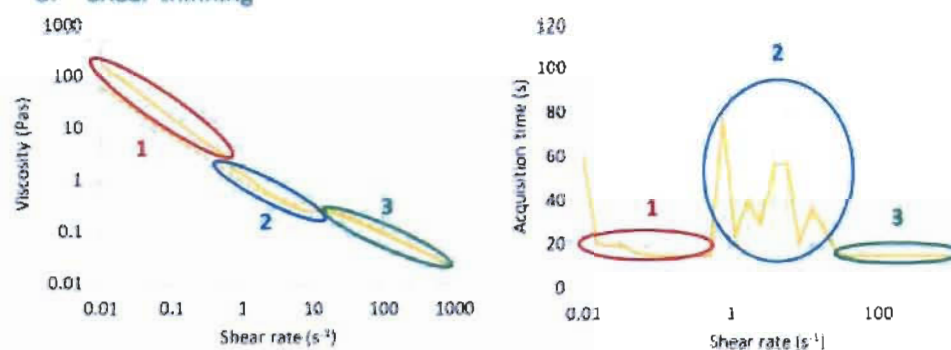 Shear thinning
1000
100
10
1
0.1
0.01
Viscosity (Pas)
1
2
3
0.01 0.1 1 10 100 1000
Shear rate (s⁻¹)
120
100
80
60
40
20
0
Acquisition time (s)
1
2
3
0.01 1 100
Shear rate